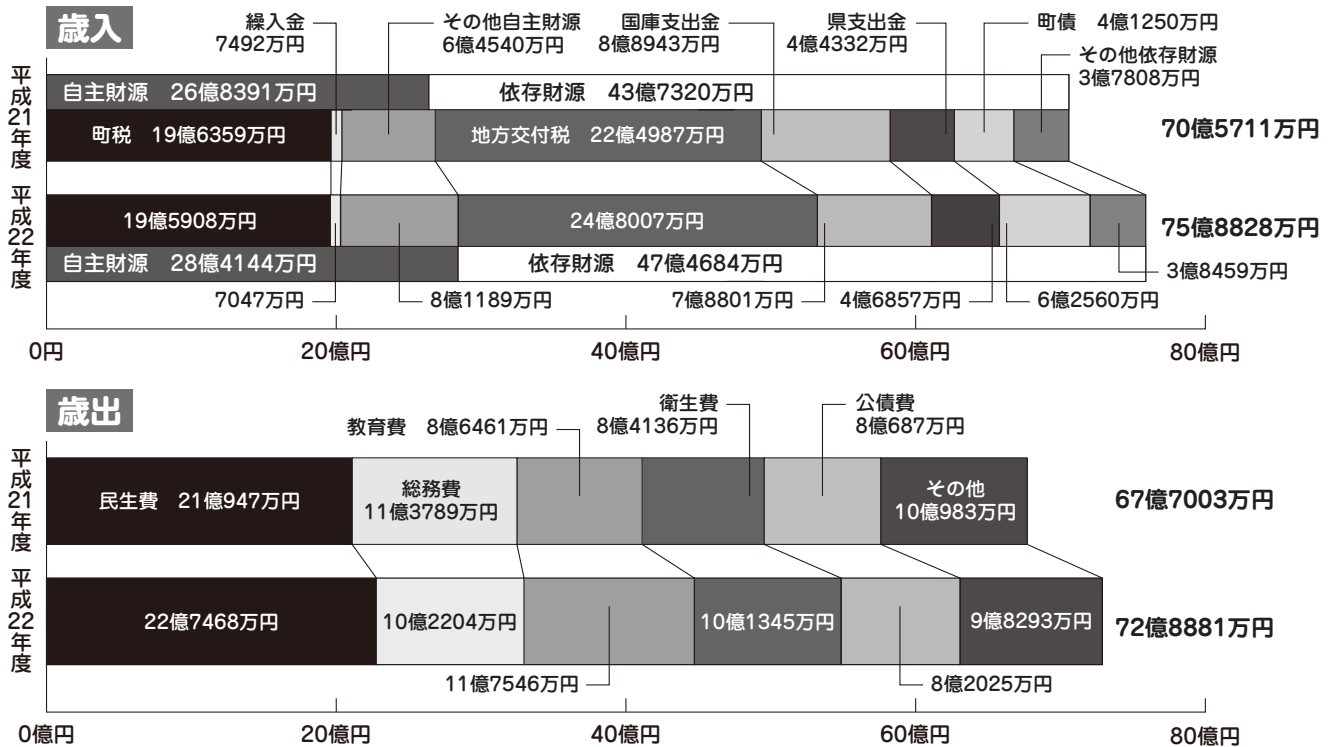 歳入
繰入金
7492万円
その他自主財源
6億4540万円
国庫支出金
8億8943万円
県支出金
4億4332万円
町債 4億1250万円
その他依存財源
3億7808万円
平成21年度
自主財源 26億8391万円
依存財源 43億7320万円
町税 19億6359万円
地方交付税 22億4987万円
70億5711万円
平成22年度
19億5908万円
24億8007万円
75億8828万円
自主財源 28億4144万円
依存財源 47億4684万円
3億8459万円
7047万円
8億1189万円
7億8801万円
4億6857万円
6億2560万円
0円
20億円
40億円
60億円
80億円
歳出
教育費 8億6461万円
衛生費
8億4136万円
公債費
8億687万円
平成21年度
民生費 21億947万円
総務費
11億3789万円
その他
10億983万円
67億7003万円
平成22年度
22億7468万円
10億2204万円
10億1345万円
9億8293万円
72億8881万円
11億7546万円
8億2025万円
0億円
20億円
40億円
60億円
80億円